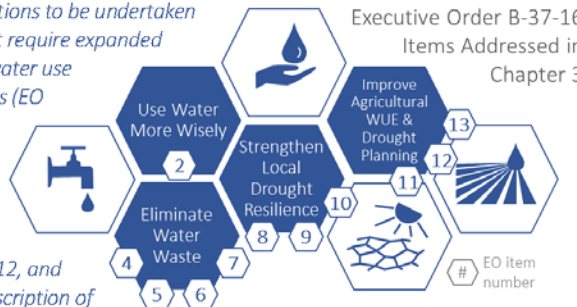 tions to be undertaken
t require expanded
water use
s (EO
Executive Order B-37-16
Items Addressed in
Chapter 3
Use Water
More Wisely
2
Improve
Agricultural
WUE &
Drought
Planning
13
12
11
Strengthen
Local
Drought
Resilience
10
8
9
Eliminate
Water
Waste
4
5
6
7
# EO item
number
12, and
scription of